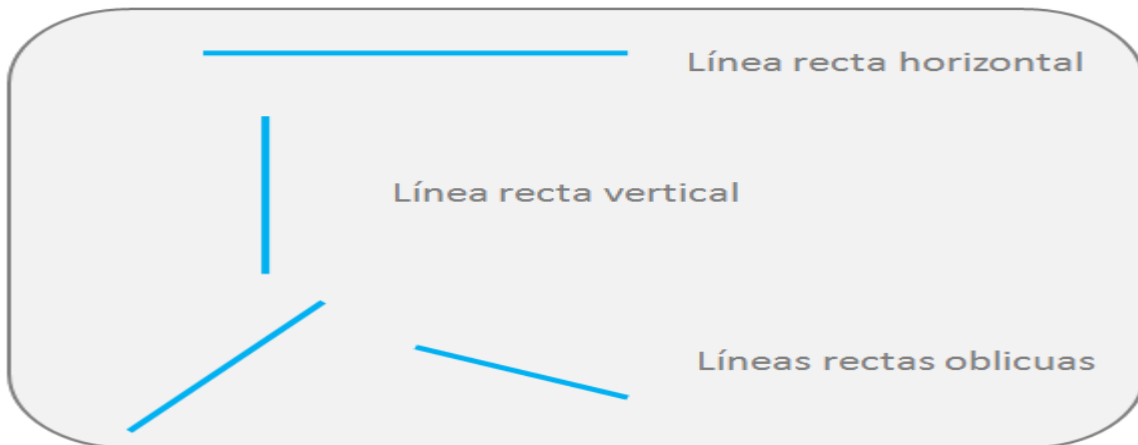 Línea recta horizontal
Línea recta vertical
Líneas rectas oblicuas